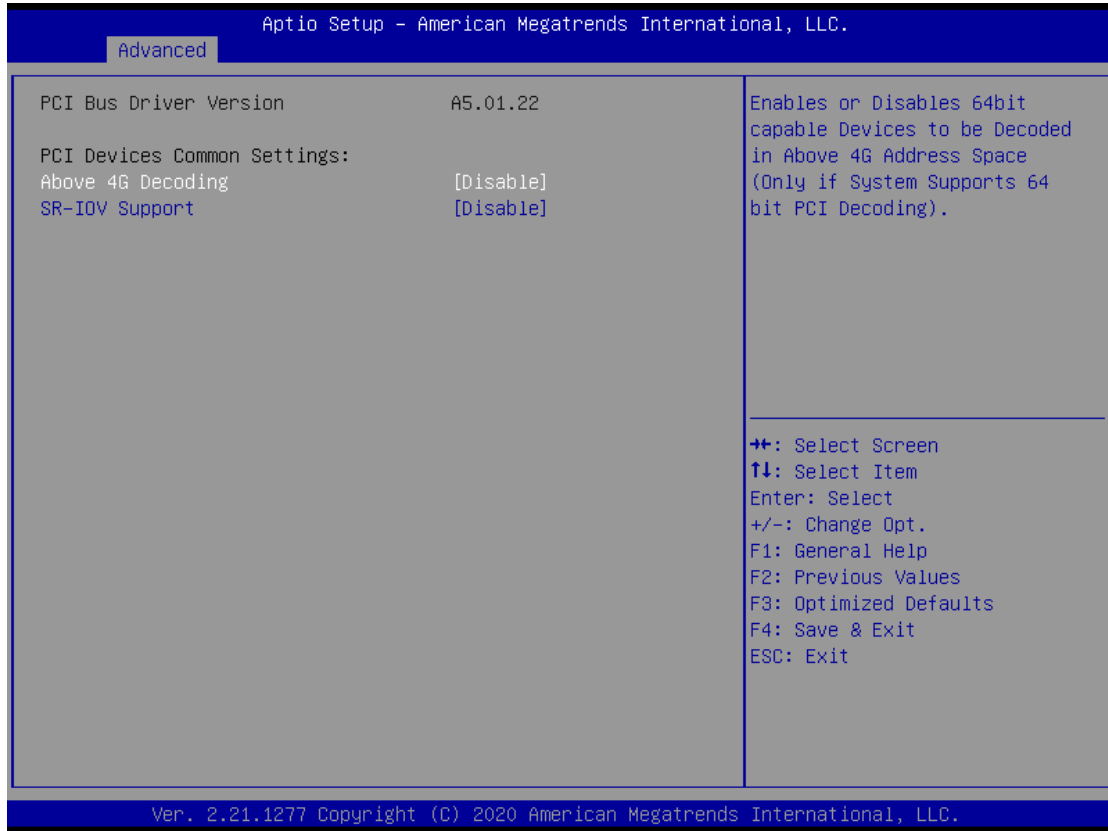 Aptio Setup – American Megatrends International, LLC.
Advanced
PCI Bus Driver Version A5.01.22
PCI Devices Common Settings:
Above 4G Decoding [Disable]
SR-IOV Support [Disable]
Enables or Disables 64bit
capable Devices to be Decoded
in Above 4G Address Space
(Only if System Supports 64
bit PCI Decoding).
→←: Select Screen
↑↓: Select Item
Enter: Select
+/-: Change Opt.
F1: General Help
F2: Previous Values
F3: Optimized Defaults
F4: Save & Exit
ESC: Exit
Ver. 2.21.1277 Copyright (C) 2020 American Megatrends International, LLC.